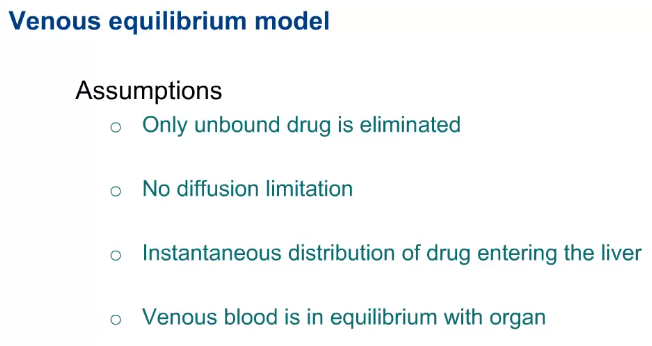 Venous equilibrium model
Assumptions
○ Only unbound drug is eliminated
○ No diffusion limitation
○ Instantaneous distribution of drug entering the liver
○ Venous blood is in equilibrium with organ